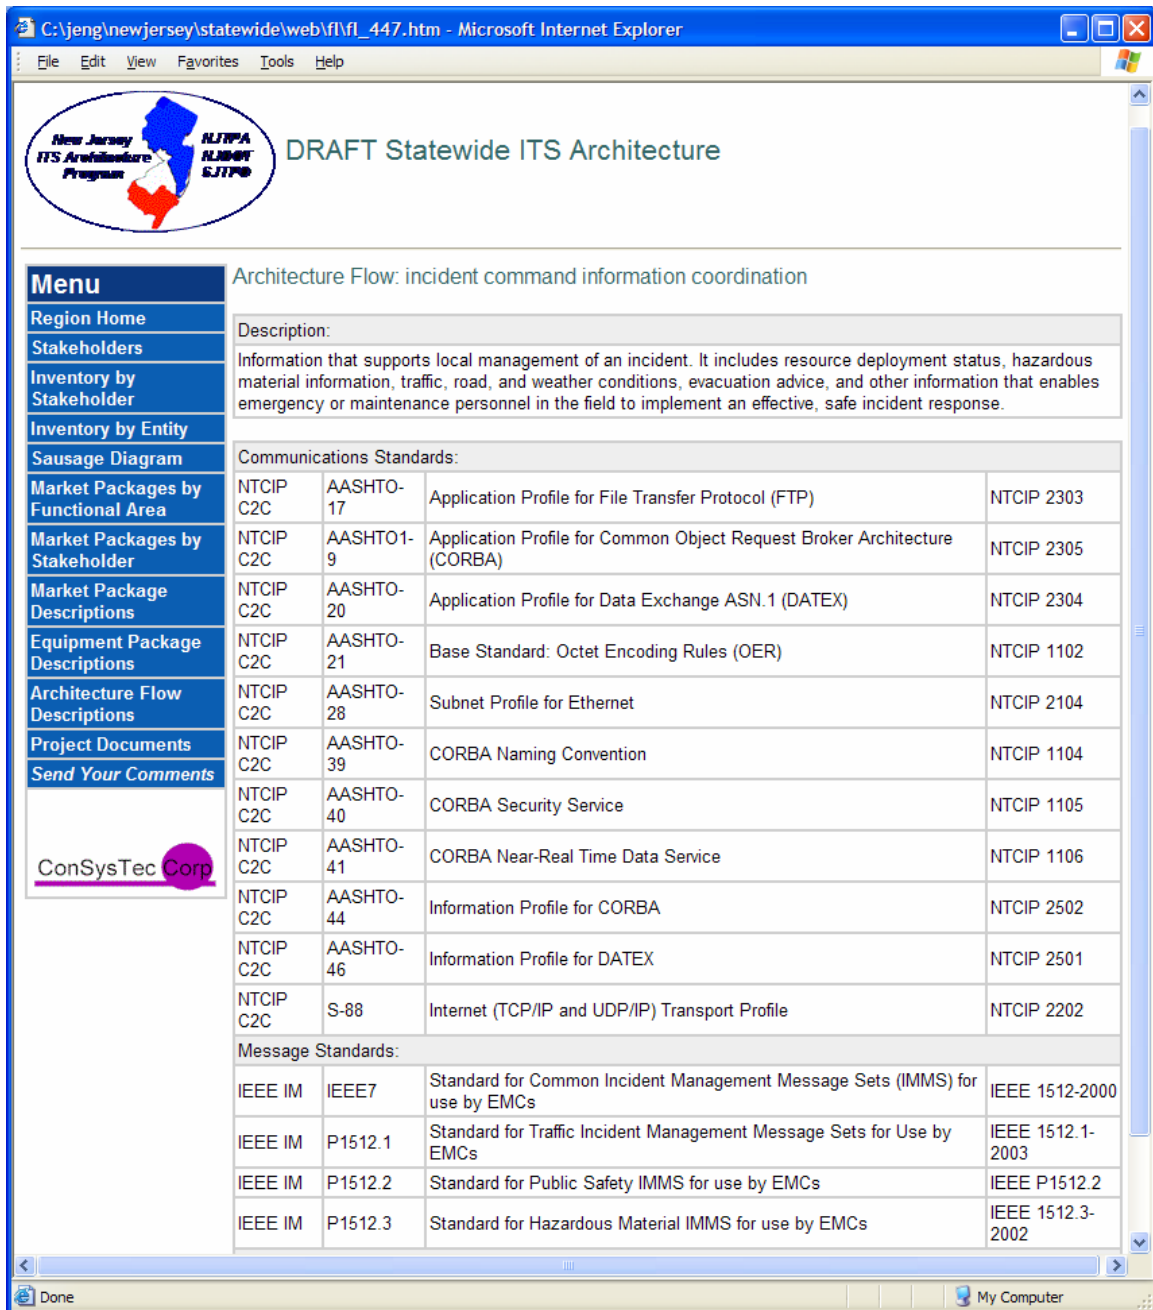 C:\jeng\newjersey\statewide\web\fl\fl_447.htm - Microsoft Internet Explorer
File Edit View Favorites Tools Help
New Jersey
ITS Architecture
Program
NJTPA
NJDOT
SJTPO
DRAFT Statewide ITS Architecture
Menu
Region Home
Stakeholders
Inventory by
Stakeholder
Inventory by Entity
Sausage Diagram
Market Packages by
Functional Area
Market Packages by
Stakeholder
Market Package
Descriptions
Equipment Package
Descriptions
Architecture Flow
Descriptions
Project Documents
Send Your Comments
ConSysTec Corp
Architecture Flow: incident command information coordination
Description:
Information that supports local management of an incident. It includes resource deployment status, hazardous
material information, traffic, road, and weather conditions, evacuation advice, and other information that enables
emergency or maintenance personnel in the field to implement an effective, safe incident response.
Communications Standards:
NTCIP C2C AASHTO-17 Application Profile for File Transfer Protocol (FTP) NTCIP 2303
NTCIP C2C AASHTO1-9 Application Profile for Common Object Request Broker Architecture (CORBA) NTCIP 2305
NTCIP C2C AASHTO-20 Application Profile for Data Exchange ASN.1 (DATEX) NTCIP 2304
NTCIP C2C AASHTO-21 Base Standard: Octet Encoding Rules (OER) NTCIP 1102
NTCIP C2C AASHTO-28 Subnet Profile for Ethernet NTCIP 2104
NTCIP C2C AASHTO-39 CORBA Naming Convention NTCIP 1104
NTCIP C2C AASHTO-40 CORBA Security Service NTCIP 1105
NTCIP C2C AASHTO-41 CORBA Near-Real Time Data Service NTCIP 1106
NTCIP C2C AASHTO-44 Information Profile for CORBA NTCIP 2502
NTCIP C2C AASHTO-46 Information Profile for DATEX NTCIP 2501
NTCIP C2C S-88 Internet (TCP/IP and UDP/IP) Transport Profile NTCIP 2202
Message Standards:
IEEE IM IEEE7 Standard for Common Incident Management Message Sets (IMMS) for use by EMCs IEEE 1512-2000
IEEE IM P1512.1 Standard for Traffic Incident Management Message Sets for Use by EMCs IEEE 1512.1-2003
IEEE IM P1512.2 Standard for Public Safety IMMS for use by EMCs IEEE P1512.2
IEEE IM P1512.3 Standard for Hazardous Material IMMS for use by EMCs IEEE 1512.3-2002
Done
My Computer